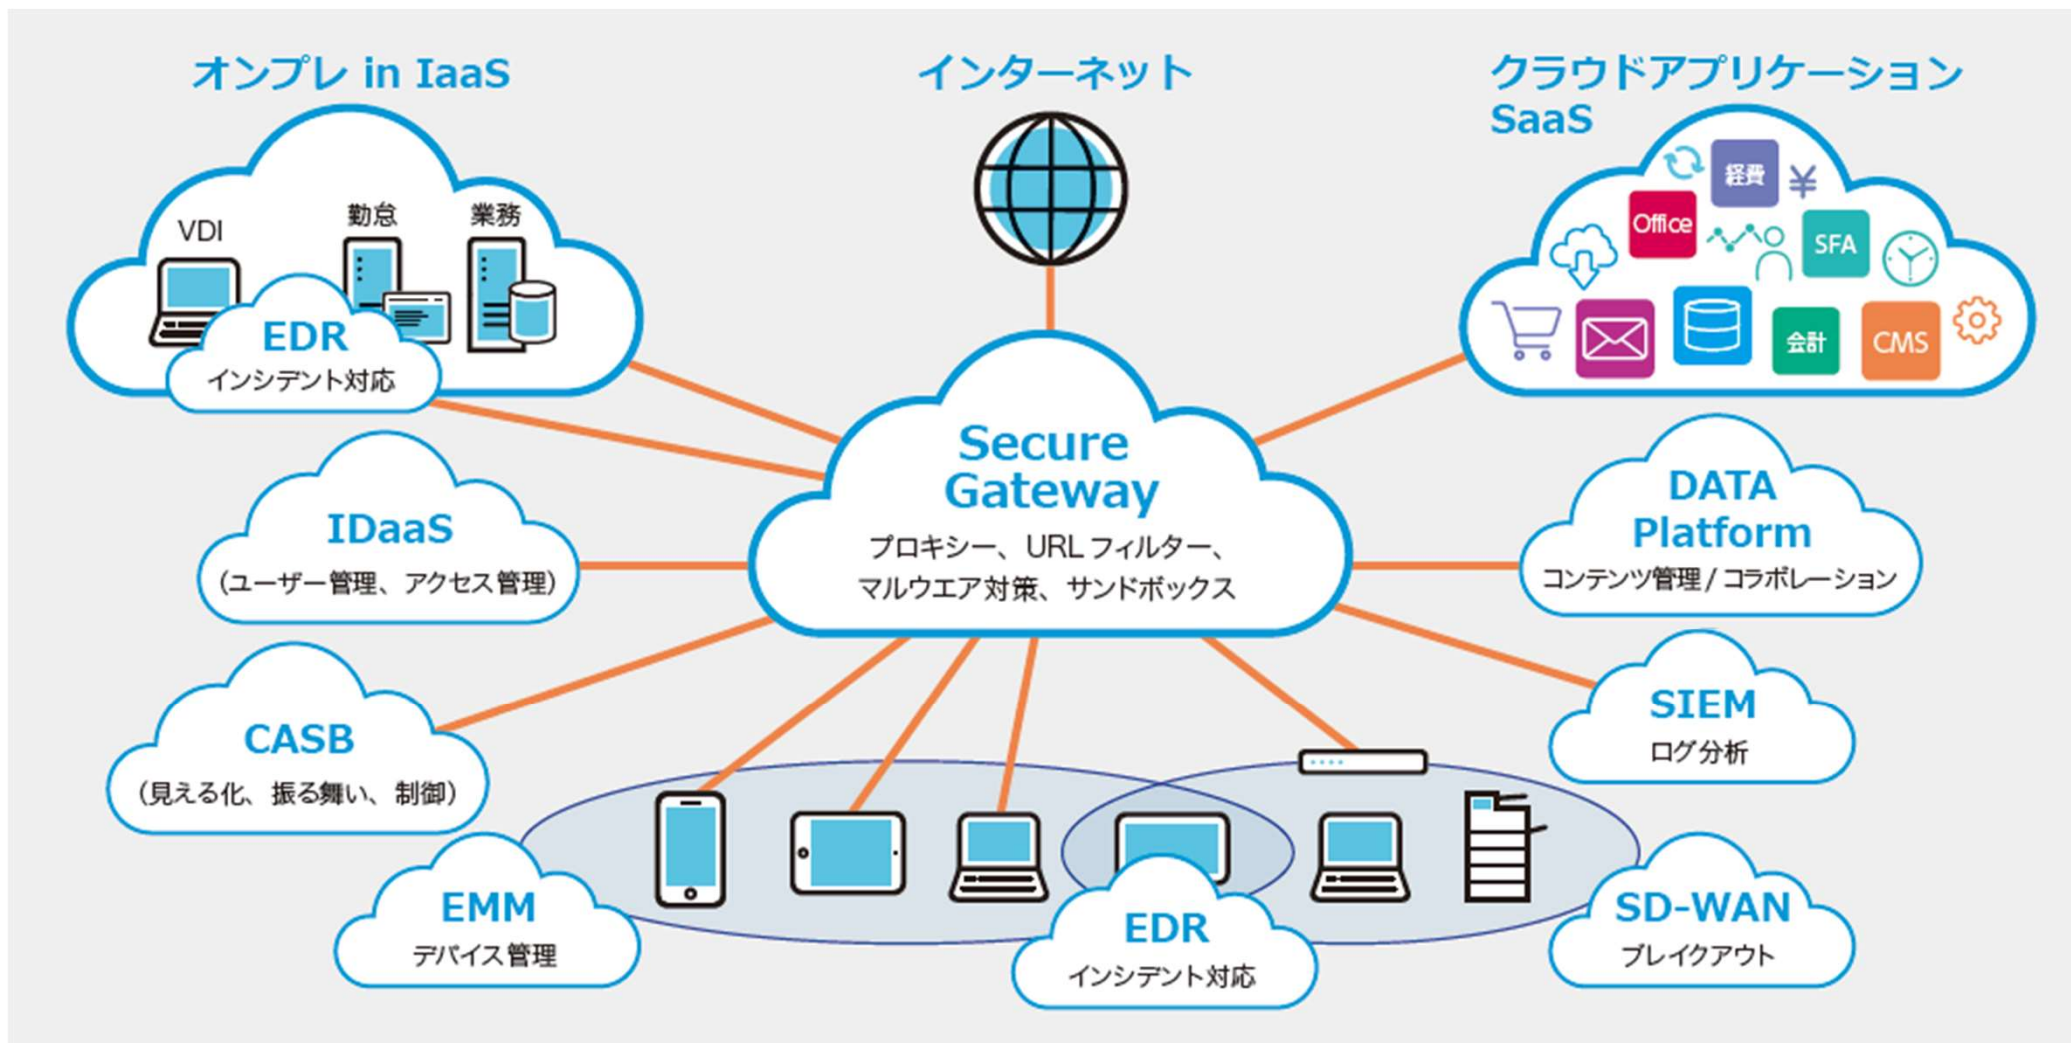 オンプレ in IaaS
インターネット
クラウドアプリケーション
SaaS
VDI
勤怠
業務
EDR
インシデント対応
経費
¥
Office
SFA
会計
CMS
Secure
Gateway
プロキシー、URLフィルター、
マルウエア対策、サンドボックス
IDaaS
（ユーザー管理、アクセス管理）
DATA
Platform
コンテンツ管理 / コラボレーション
CASB
（見える化、振る舞い、制御）
SIEM
ログ分析
EMM
デバイス管理
EDR
インシデント対応
SD-WAN
ブレイクアウト